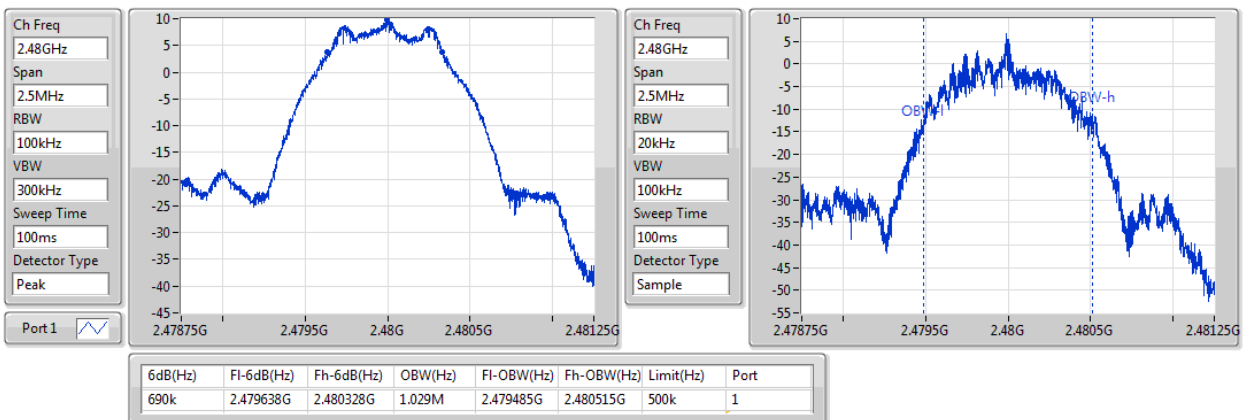 Ch Freq
2.48GHz
Span
2.5MHz
RBW
100kHz
VBW
300kHz
Sweep Time
100ms
Detector Type
Peak
Port 1
10
5
0
-5
-10
-15
-20
-25
-30
-35
-40
-45
2.47875G 2.4795G 2.48G 2.4805G 2.48125G
Ch Freq
2.48GHz
Span
2.5MHz
RBW
20kHz
VBW
100kHz
Sweep Time
100ms
Detector Type
Sample
10
5
0
-5
-10
-15
-20
-25
-30
-35
-40
-45
-50
-55
OBW-l
OBW-h
2.47875G 2.4795G 2.48G 2.4805G 2.48125G
6dB(Hz) Fl-6dB(Hz) Fh-6dB(Hz) OBW(Hz) Fl-OBW(Hz) Fh-OBW(Hz) Limit(Hz) Port
690k 2.479638G 2.480328G 1.029M 2.479485G 2.480515G 500k 1